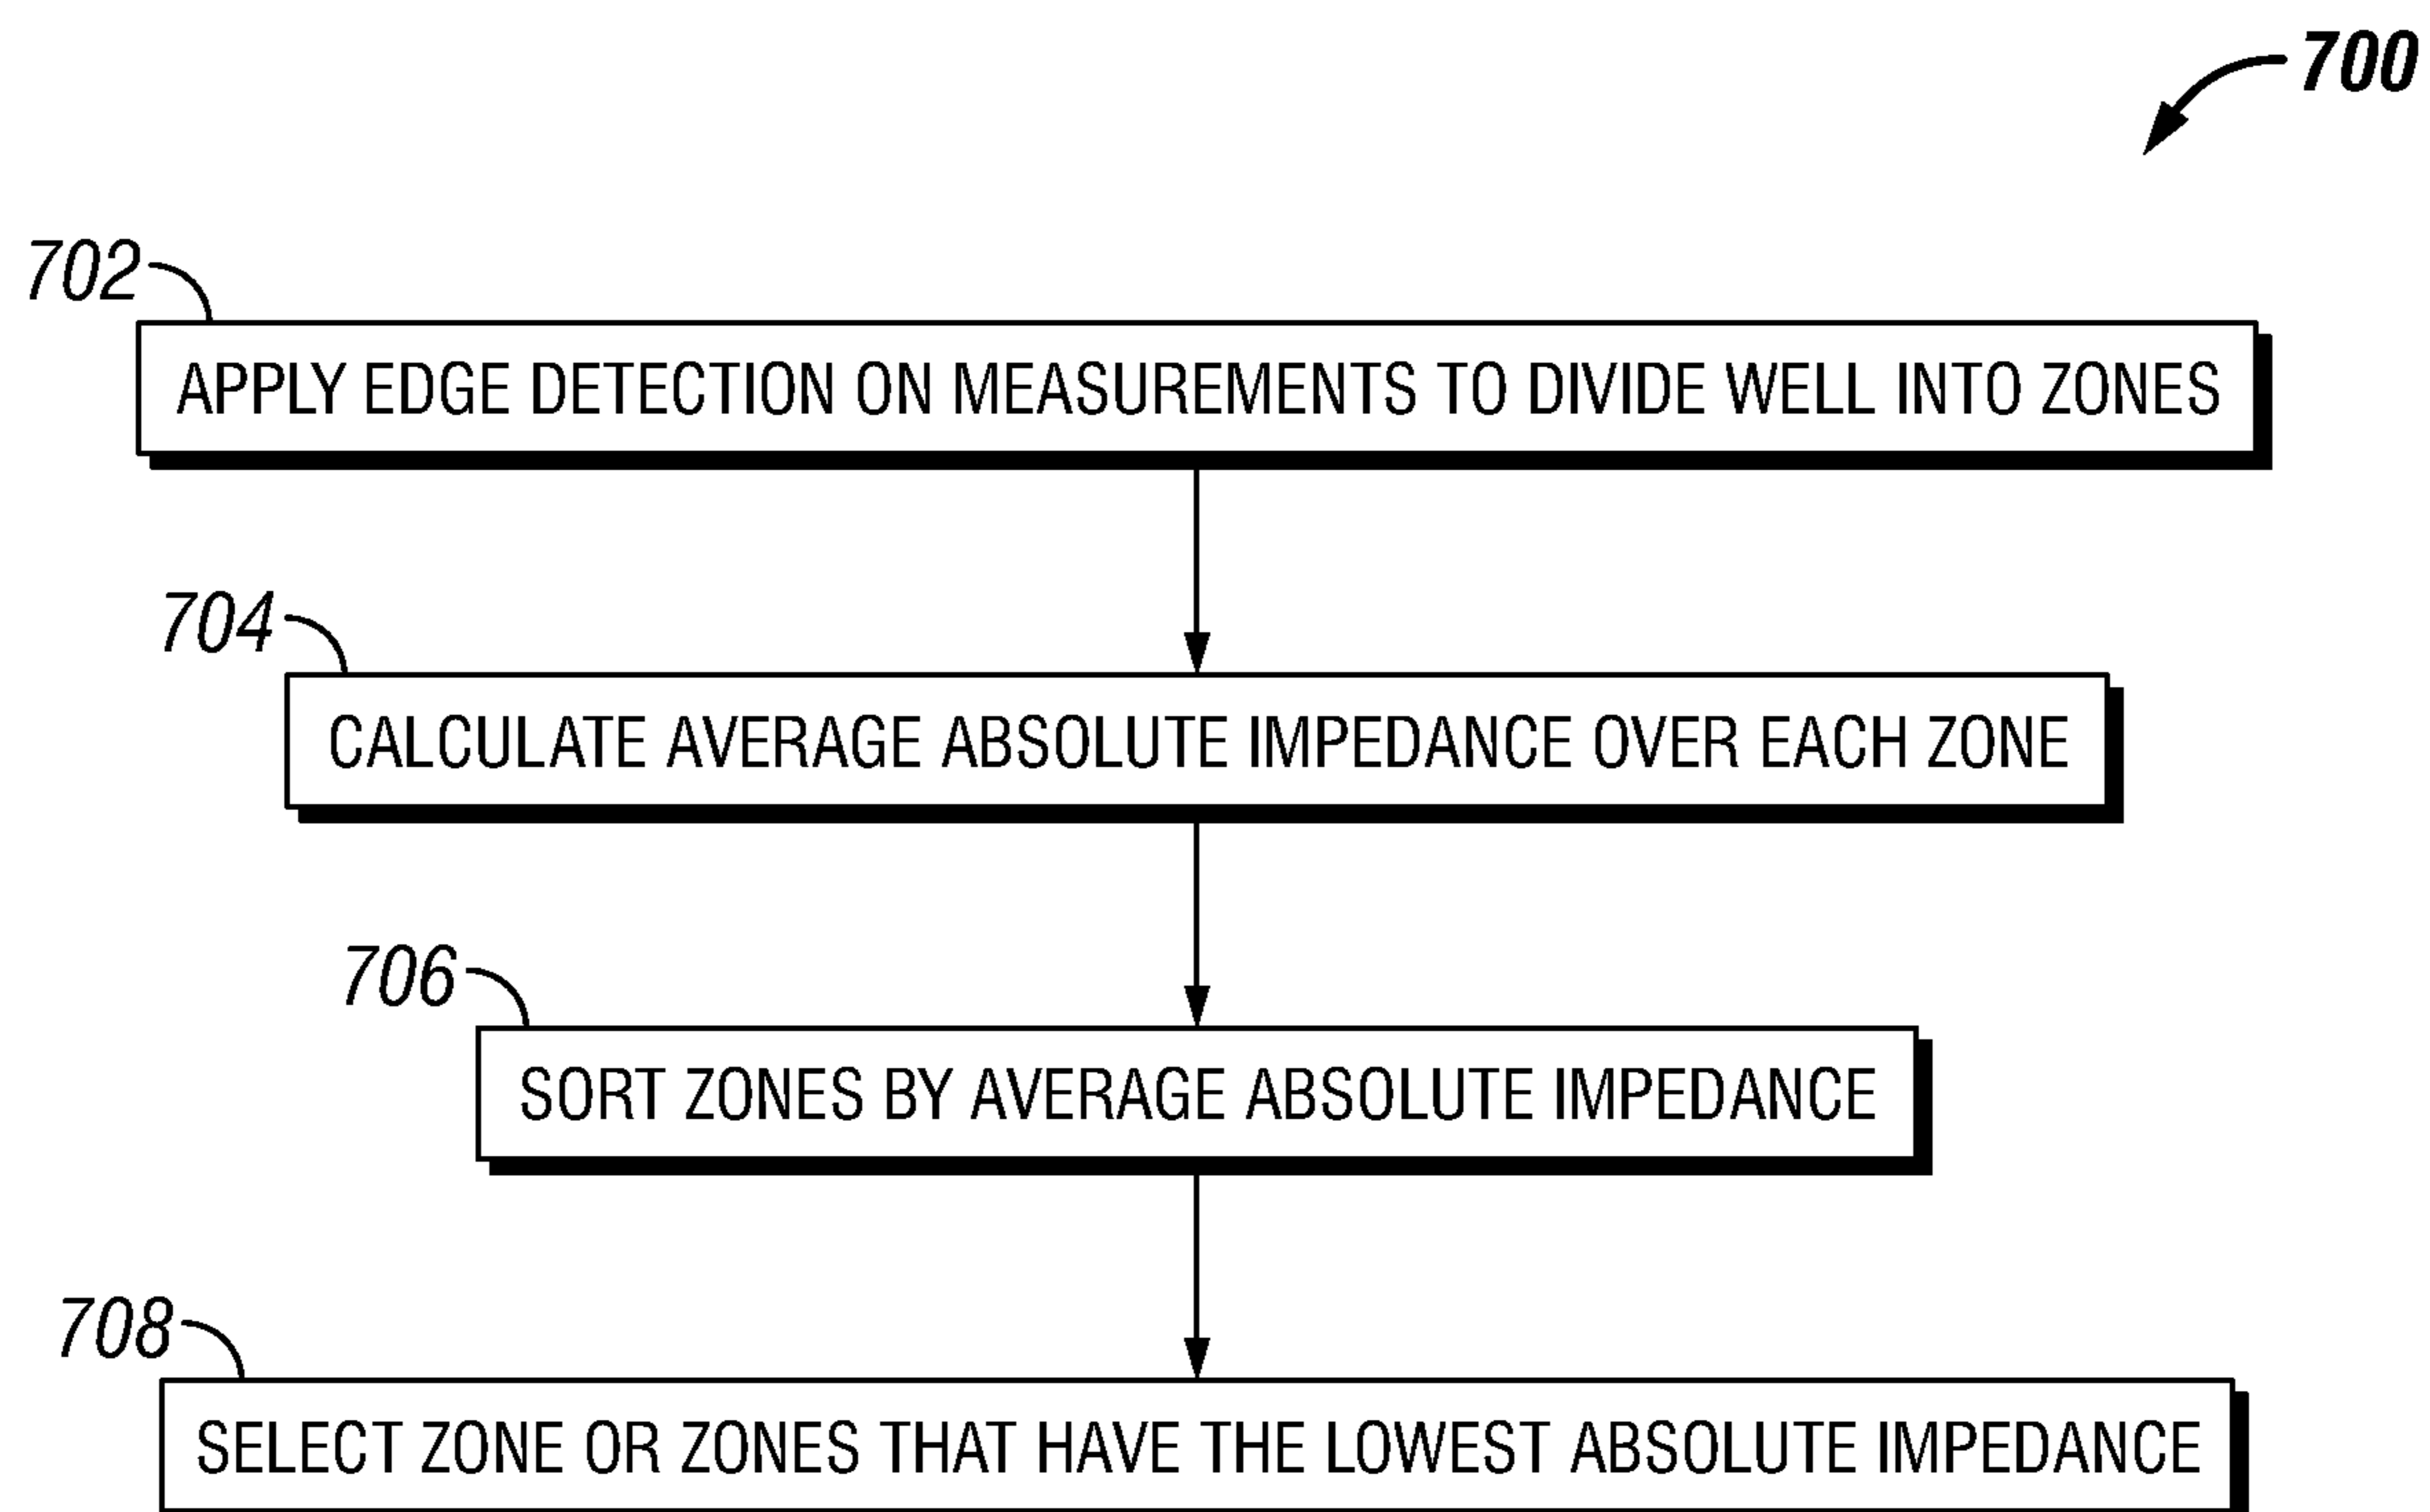 700
702
APPLY EDGE DETECTION ON MEASUREMENTS TO DIVIDE WELL INTO ZONES
704
CALCULATE AVERAGE ABSOLUTE IMPEDANCE OVER EACH ZONE
706
SORT ZONES BY AVERAGE ABSOLUTE IMPEDANCE
708
SELECT ZONE OR ZONES THAT HAVE THE LOWEST ABSOLUTE IMPEDANCE